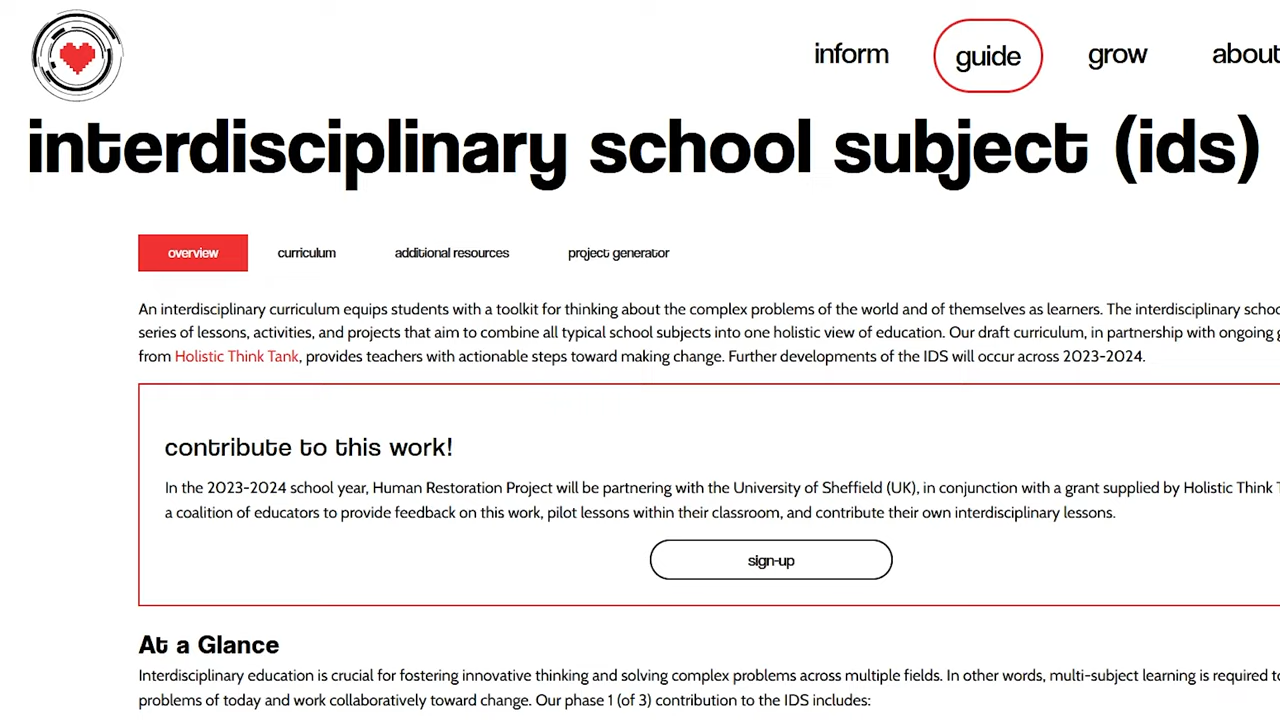 inform guide grow about
interdisciplinary school subject (ids)
overview curriculum additional resources project generator
An interdisciplinary curriculum equips students with a toolkit for thinking about the complex problems of the world and of themselves as learners. The interdisciplinary
series of lessons, activities, and projects that aim to combine all typical school subjects into one holistic view of education. Our draft curriculum, in partnership with ongoing
from Holistic Think Tank, provides teachers with actionable steps toward making change. Further developments of the IDS will occur across 2023-2024.
contribute to this work!
In the 2023-2024 school year, Human Restoration Project will be partnering with the University of Sheffield (UK), in conjunction with a grant supplied by Holistic Think
a coalition of educators to provide feedback on this work, pilot lessons within their classroom, and contribute their own interdisciplinary lessons.
sign-up
At a Glance
Interdisciplinary education is crucial for fostering innovative thinking and solving complex problems across multiple fields. In other words, multi-subject learning is required
problems of today and work collaboratively toward change. Our phase 1 (of 3) contribution to the IDS includes: